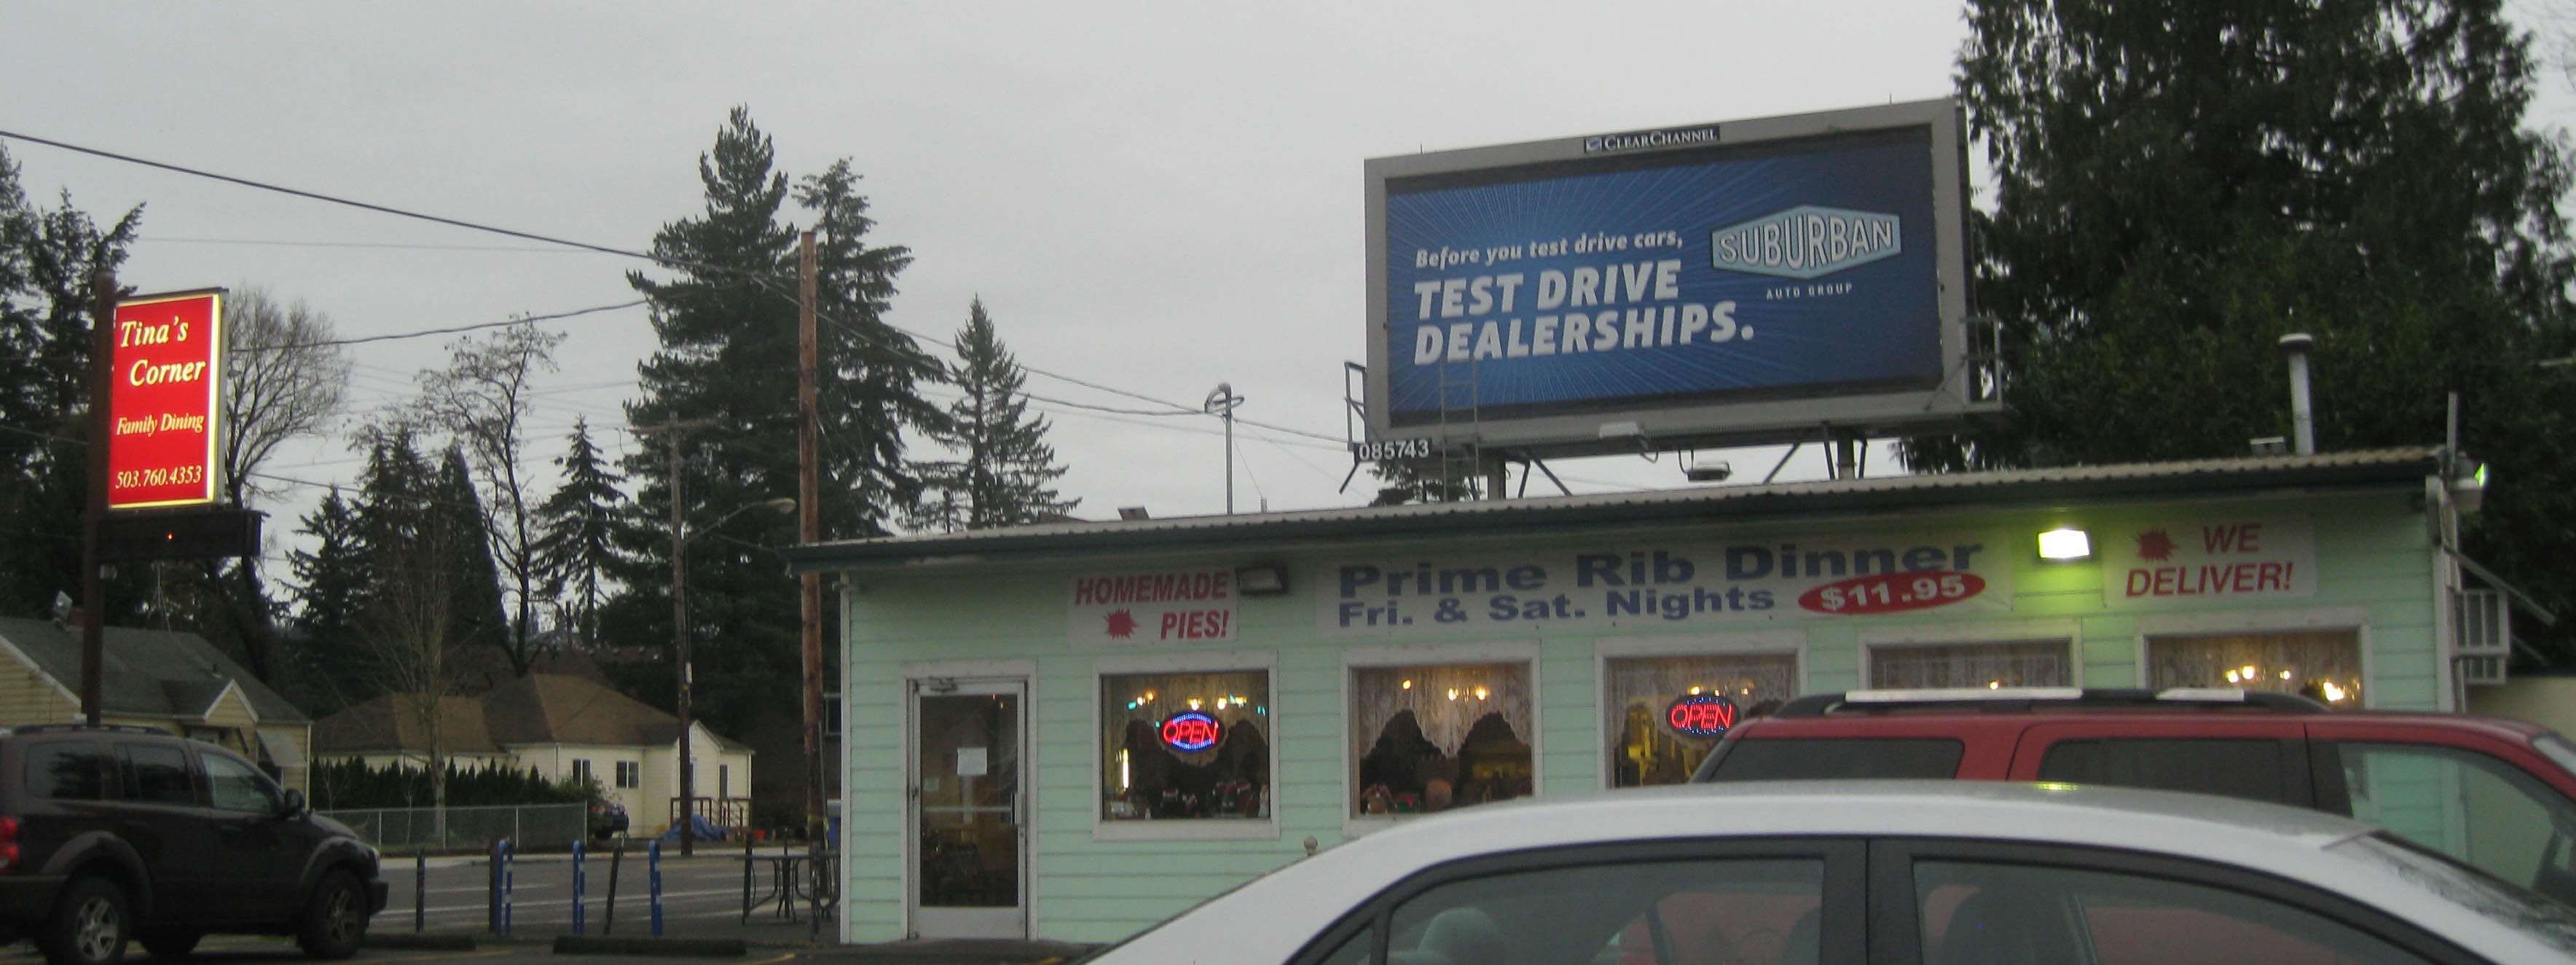 Tina's
Corner
Family Dining
503.760.4353
CLEARCHANNEL
Before you test drive cars,
TEST DRIVE
DEALERSHIPS.
SUBURBAN
AUTO GROUP
085743
HOMEMADE
PIES!
Prime Rib Dinner
Fri. & Sat. Nights $11.95
WE
DELIVER!
OPEN
OPEN